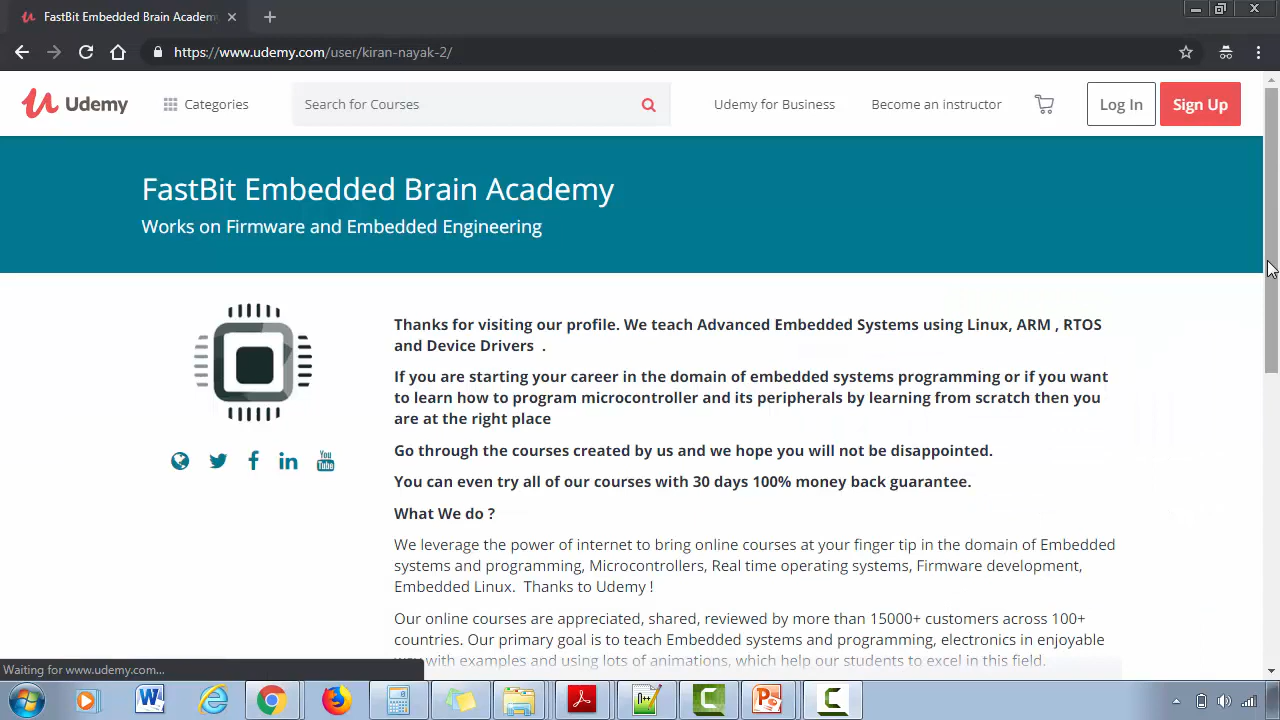 FastBit Embedded Brain Academy
https://www.udemy.com/user/kiran-nayak-2/
Udemy
Categories
Search for Courses
Udemy for Business
Become an instructor
Log In
Sign Up
FastBit Embedded Brain Academy
Works on Firmware and Embedded Engineering
Thanks for visiting our profile. We teach Advanced Embedded Systems using Linux, ARM , RTOS
and Device Drivers .
If you are starting your career in the domain of embedded systems programming or if you want
to learn how to program microcontroller and its peripherals by learning from scratch then you
are at the right place
Go through the courses created by us and we hope you will not be disappointed.
You can even try all of our courses with 30 days 100% money back guarantee.
What We do ?
We leverage the power of internet to bring online courses at your finger tip in the domain of Embedded
systems and programming, Microcontrollers, Real time operating systems, Firmware development,
Embedded Linux. Thanks to Udemy !
Our online courses are appreciated, shared, reviewed by more than 15000+ customers across 100+
countries. Our primary goal is to teach Embedded systems and programming, electronics in enjoyable
way with examples and using lots of animations, which help our students to excel in this field.
Waiting for www.udemy.com...